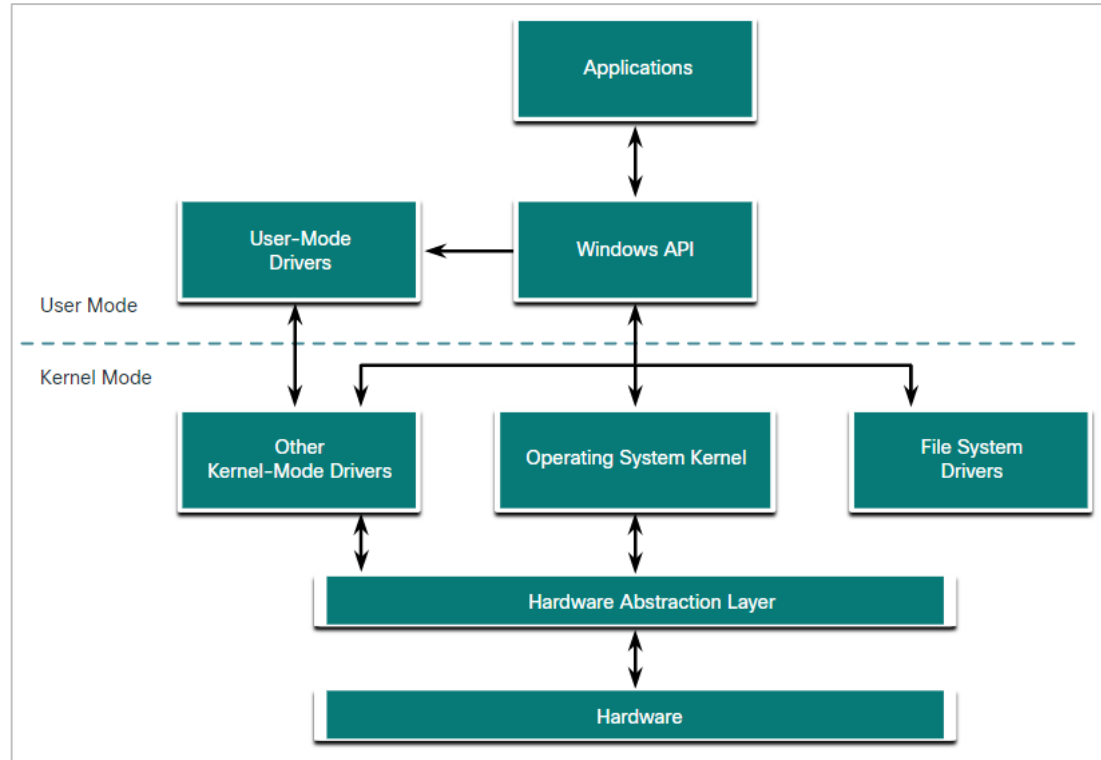 Applications
User-Mode
Drivers
Windows API
User Mode
Kernel Mode
Other
Kernel-Mode Drivers
Operating System Kernel
File System
Drivers
Hardware Abstraction Layer
Hardware